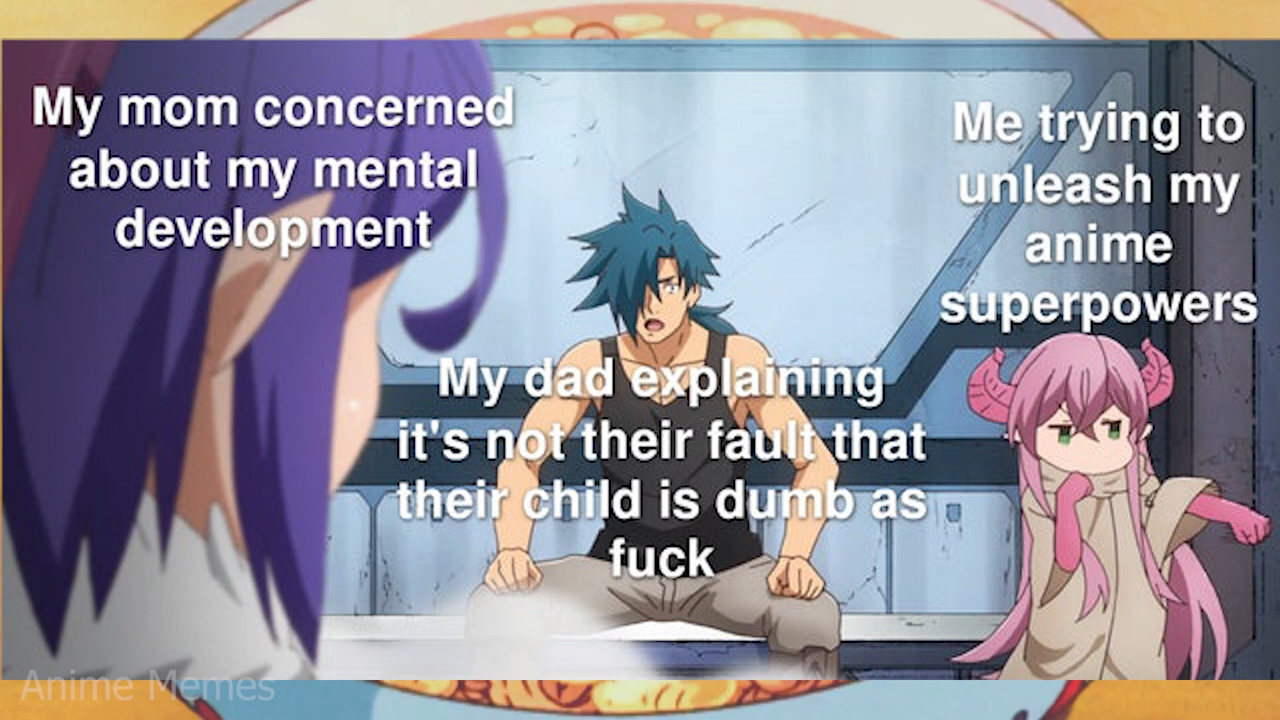 My mom concerned
about my mental
development
Me trying to
unleash my
anime
superpowers
My dad explaining
it's not their fault that
their child is dumb as
fuck
Anime Memes